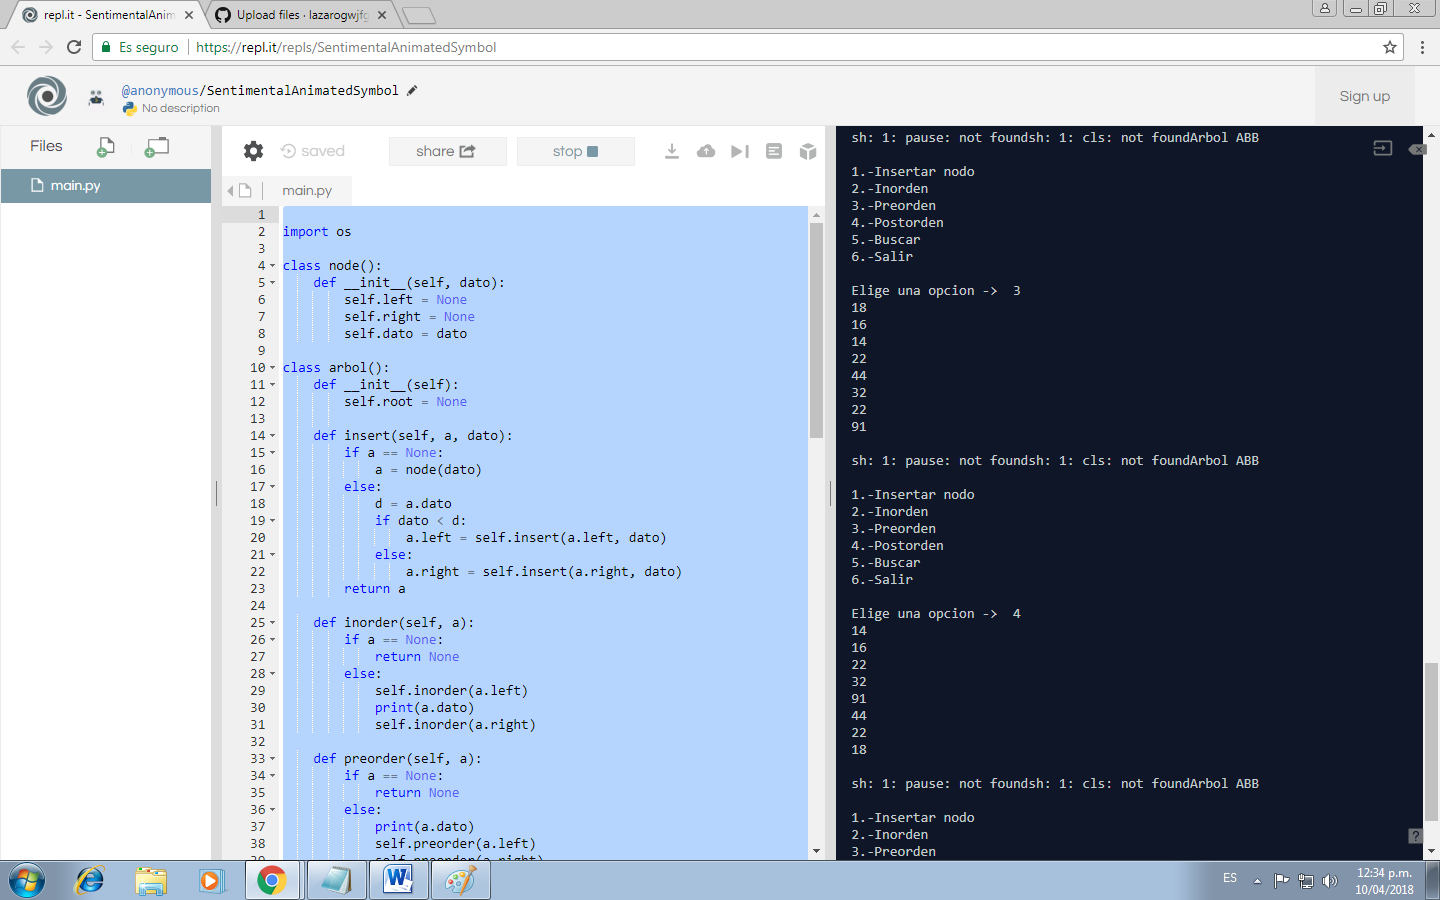 repl.it - SentimentalAnim
Upload files · lazarogwjfg
Es seguro
https://repl.it/repls/SentimentalAnimatedSymbol
@anonymous/SentimentalAnimatedSymbol
No description
Sign up
Files
saved
share
stop
main.py
main.py
1
2 import os
3
4 class node():
5 def __init__(self, dato):
6 self.left = None
7 self.right = None
8 self.dato = dato
9
10 class arbol():
11 def __init__(self):
12 self.root = None
13
14 def insert(self, a, dato):
15 if a == None:
16 a = node(dato)
17 else:
18 d = a.dato
19 if dato < d:
20 a.left = self.insert(a.left, dato)
21 else:
22 a.right = self.insert(a.right, dato)
23 return a
24
25 def inorder(self, a):
26 if a == None:
27 return None
28 else:
29 self.inorder(a.left)
30 print(a.dato)
31 self.inorder(a.right)
32
33 def preorder(self, a):
34 if a == None:
35 return None
36 else:
37 print(a.dato)
38 self.preorder(a.left)
39 self.preorder(a.right)
sh: 1: pause: not foundsh: 1: cls: not foundArbol ABB
1.-Insertar nodo
2.-Inorden
3.-Preorden
4.-Postorden
5.-Buscar
6.-Salir
Elige una opcion -> 3
18
16
14
22
44
32
22
91
sh: 1: pause: not foundsh: 1: cls: not foundArbol ABB
1.-Insertar nodo
2.-Inorden
3.-Preorden
4.-Postorden
5.-Buscar
6.-Salir
Elige una opcion -> 4
14
16
22
32
91
44
22
18
sh: 1: pause: not foundsh: 1: cls: not foundArbol ABB
1.-Insertar nodo
2.-Inorden
3.-Preorden
?
ES
12:34 p.m.
10/04/2018